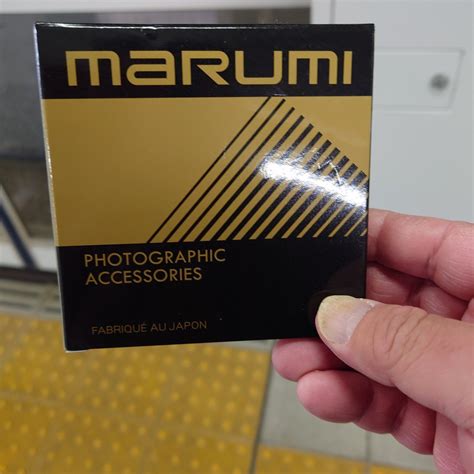 marumi
PHOTOGRAPHIC
ACCESSORIES
FABRIQUÉ AU JAPON